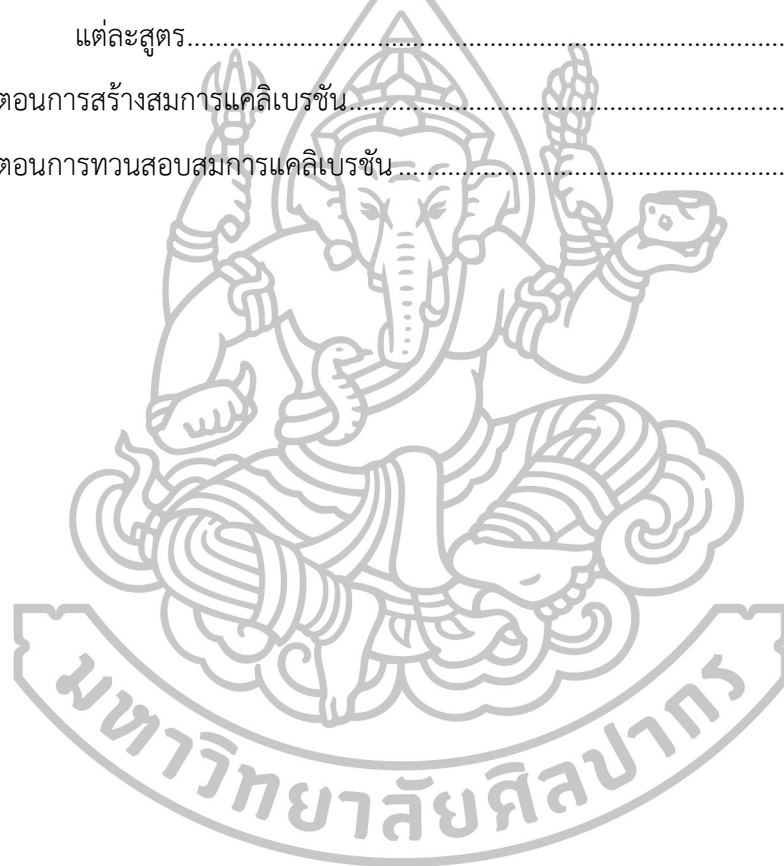 แต่ละสูตร..........................................................................
ตอนการสร้างสมการแคลิเบรชัน......................................................
ตอนการทวนสอบสมการแคลิเบรชัน................................................
มหาวิทยาลัยศิลปากร